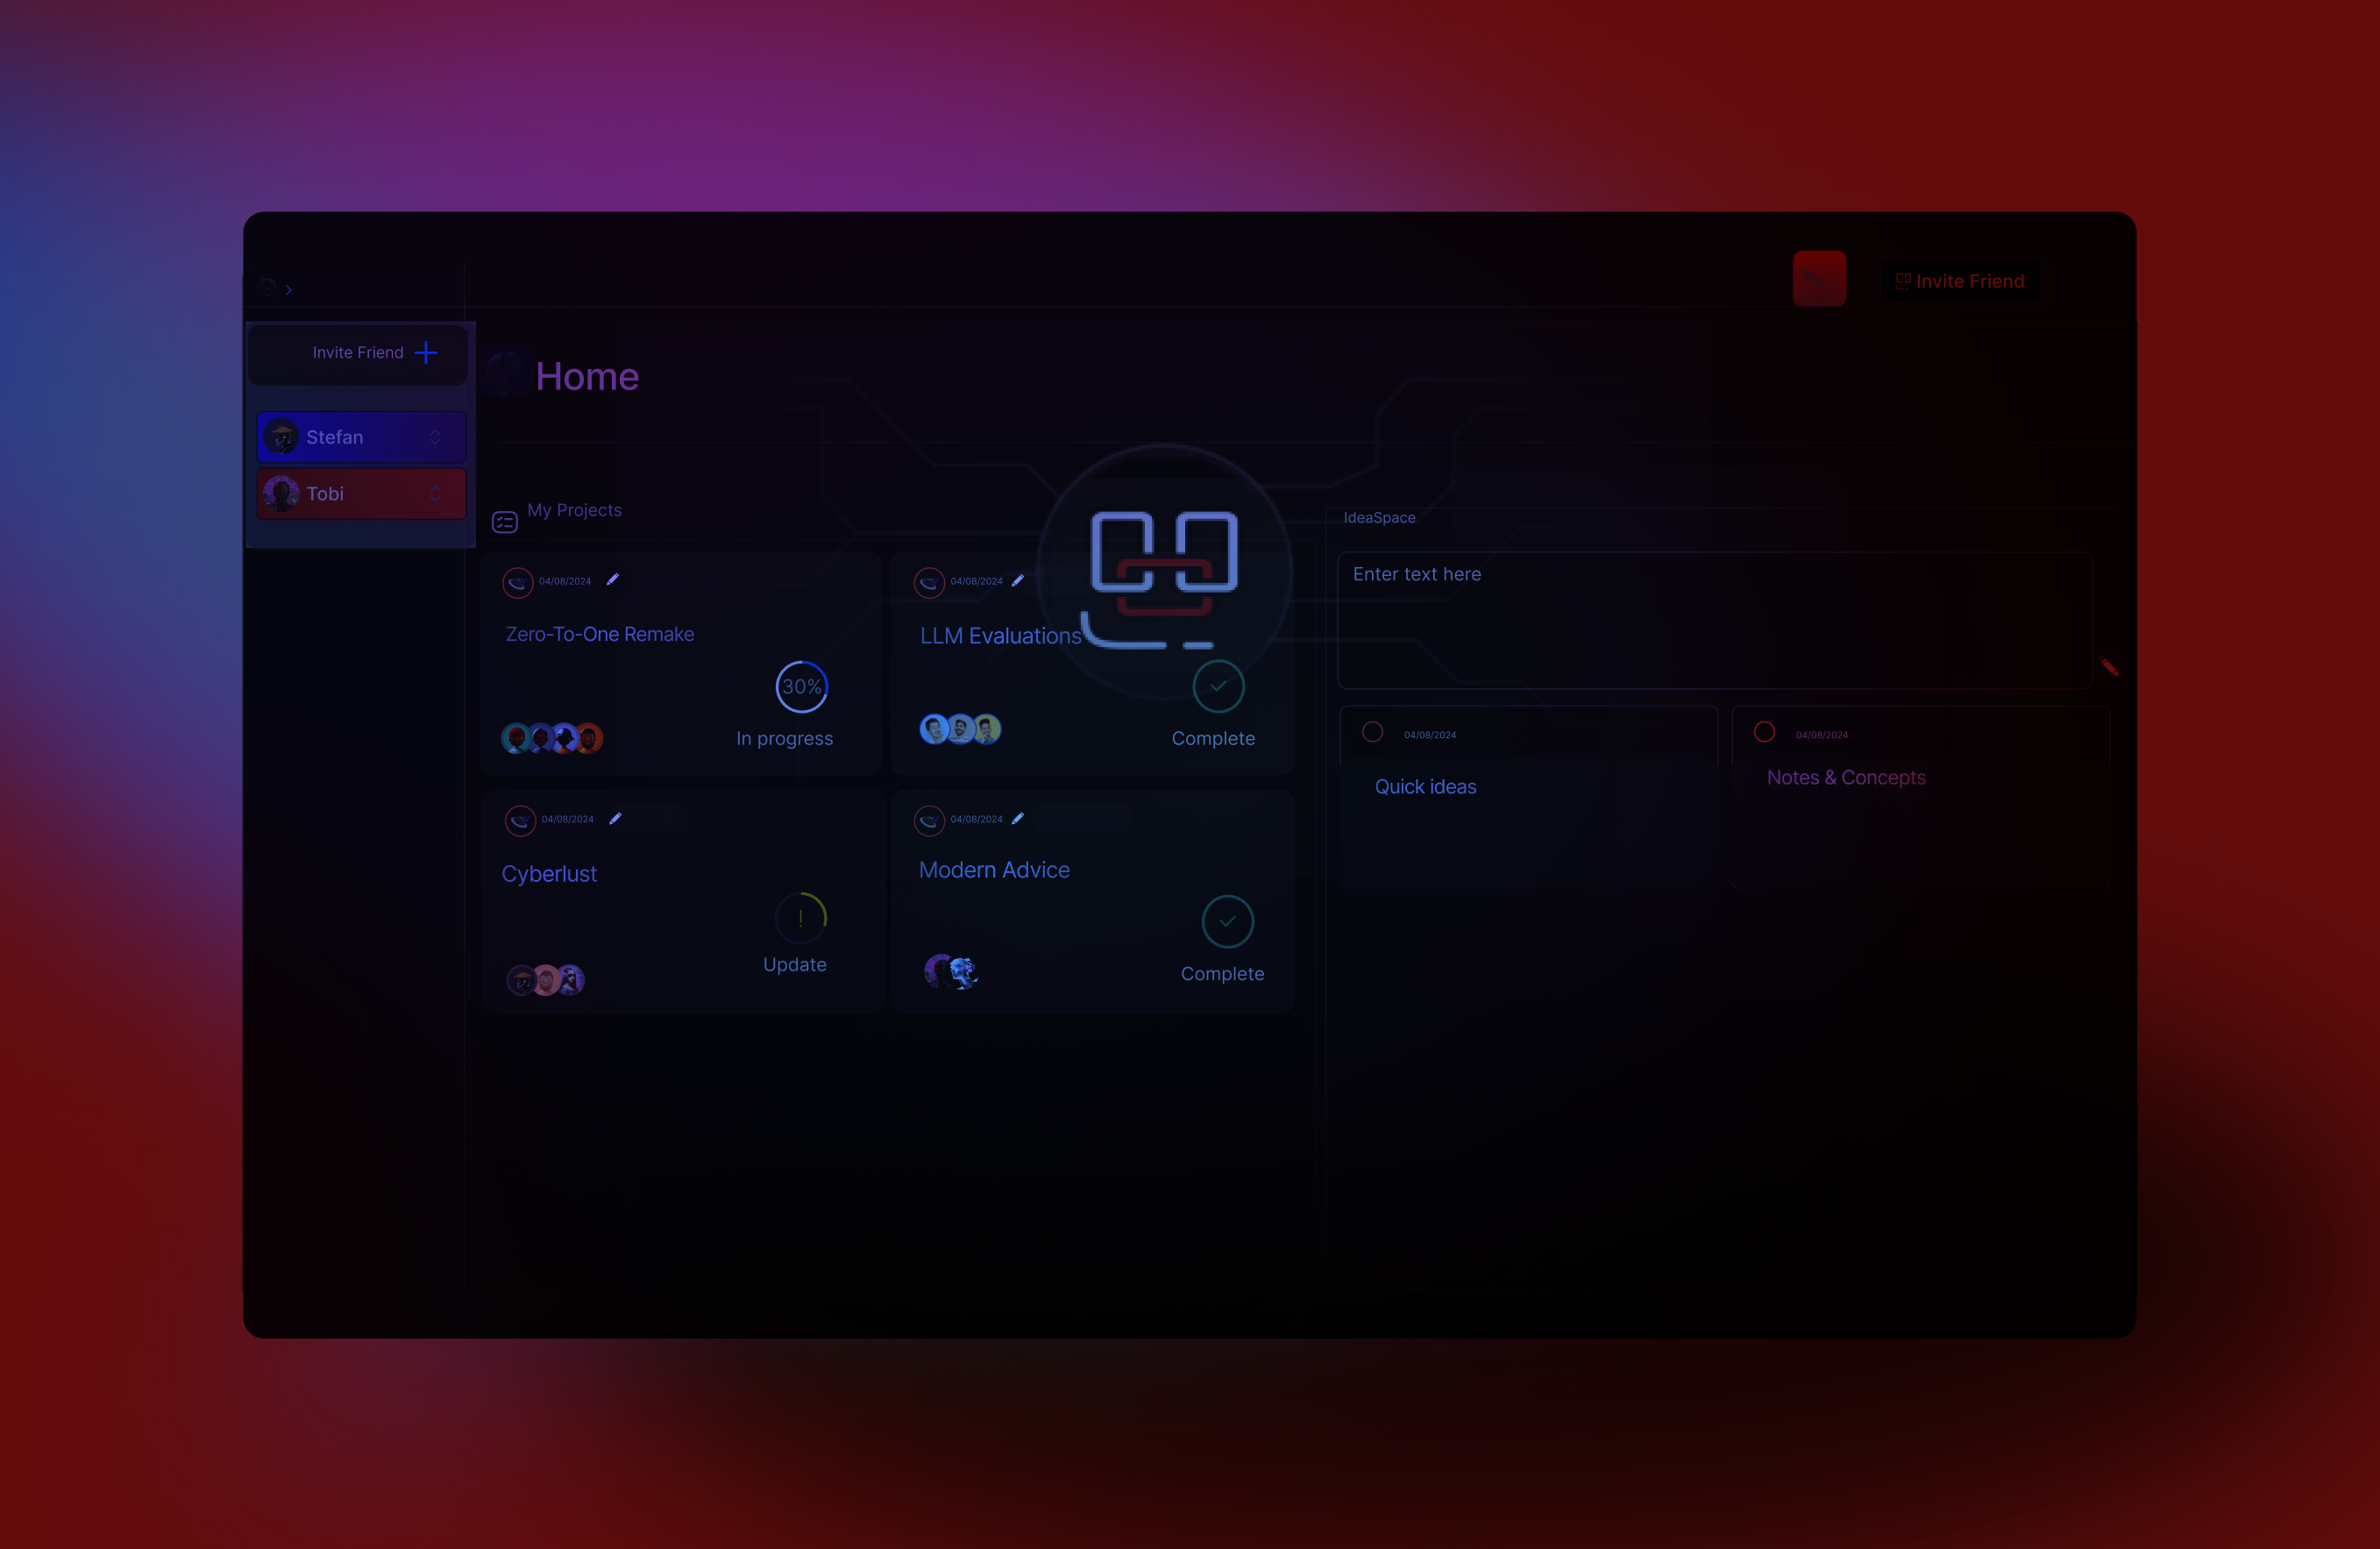 Invite Friend
Invite Friend
Home
Stefan
Tobi
My Projects
IdeaSpace
04/08/2024
04/08/2024
Enter text here
Zero-To-One Remake
LLM Evaluations
30%
In progress
Complete
04/08/2024
04/08/2024
Quick ideas
Notes & Concepts
04/08/2024
04/08/2024
Cyberlust
Modern Advice
!
Update
Complete